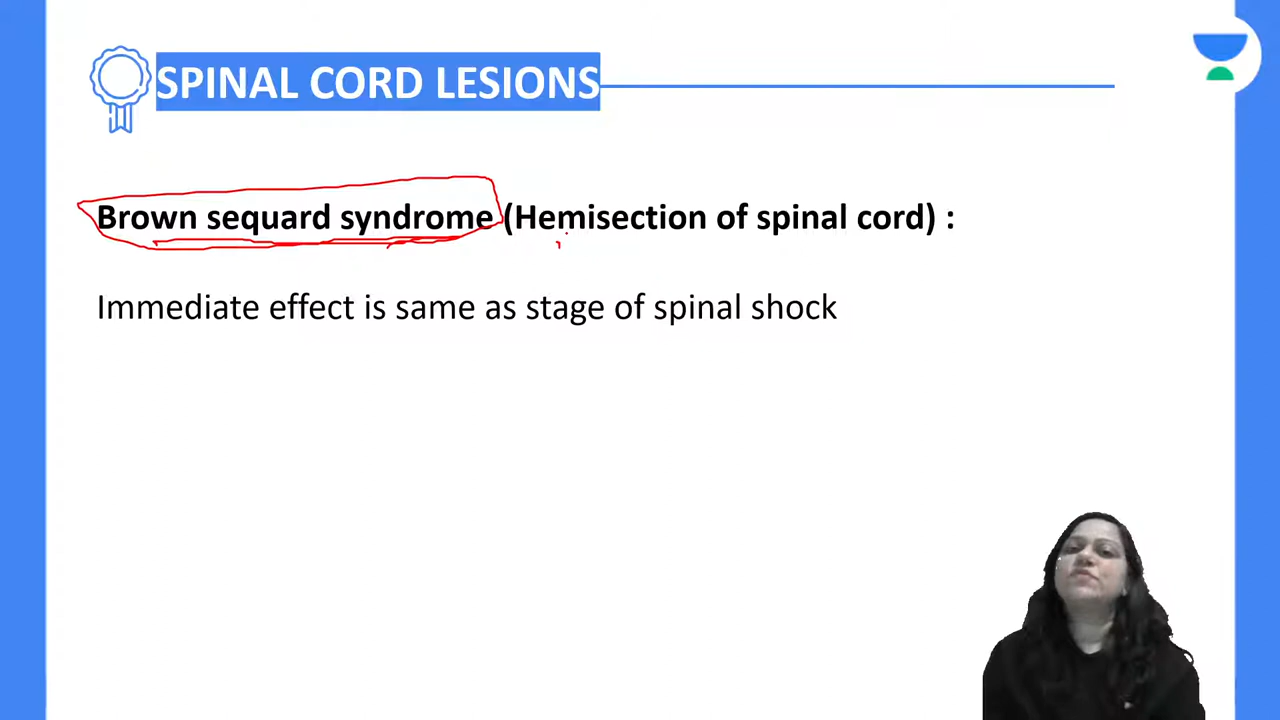 SPINAL CORD LESIONS
Brown sequard syndrome (Hemisection of spinal cord) :
Immediate effect is same as stage of spinal shock